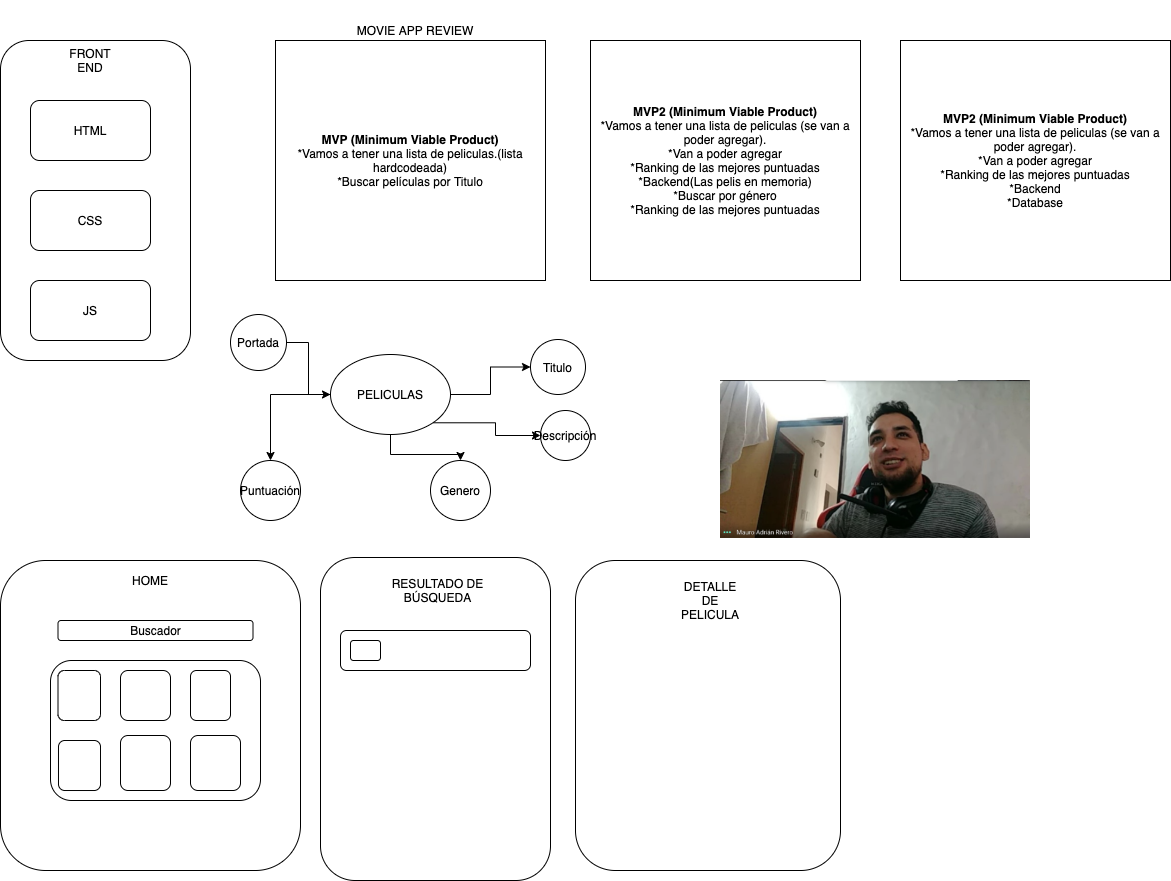 MOVIE APP REVIEW
FRONT
END
HTML
CSS
JS
MVP (Minimum Viable Product)
*Vamos a tener una lista de peliculas.(lista
hardcodeada)
*Buscar películas por Titulo
MVP2 (Minimum Viable Product)
*Vamos a tener una lista de peliculas (se van a
poder agregar).
*Van a poder agregar
*Ranking de las mejores puntuadas
*Backend(Las pelis en memoria)
*Buscar por género
*Ranking de las mejores puntuadas
MVP2 (Minimum Viable Product)
*Vamos a tener una lista de peliculas (se van a
poder agregar).
*Van a poder agregar
*Ranking de las mejores puntuadas
*Backend
*Database
Portada
PELICULAS
Titulo
Descripción
Puntuación
Genero
Mauro Adrián Rivero
HOME
Buscador
RESULTADO DE
BÚSQUEDA
DETALLE
DE
PELICULA